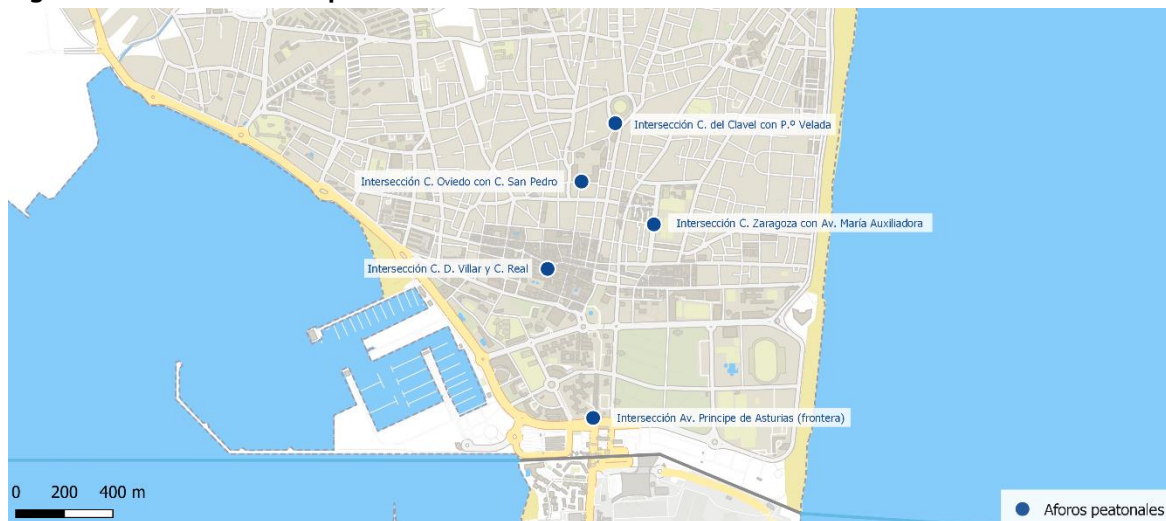 Intersección C. del Clavel con P.º Velada
Intersección C. Oviedo con C. San Pedro
Intersección C. Zaragoza con Av. María Auxiliadora
Intersección C. D. Villar y C. Real
Intersección Av. Principe de Asturias (frontera)
0 200 400 m
Aforos peatonales